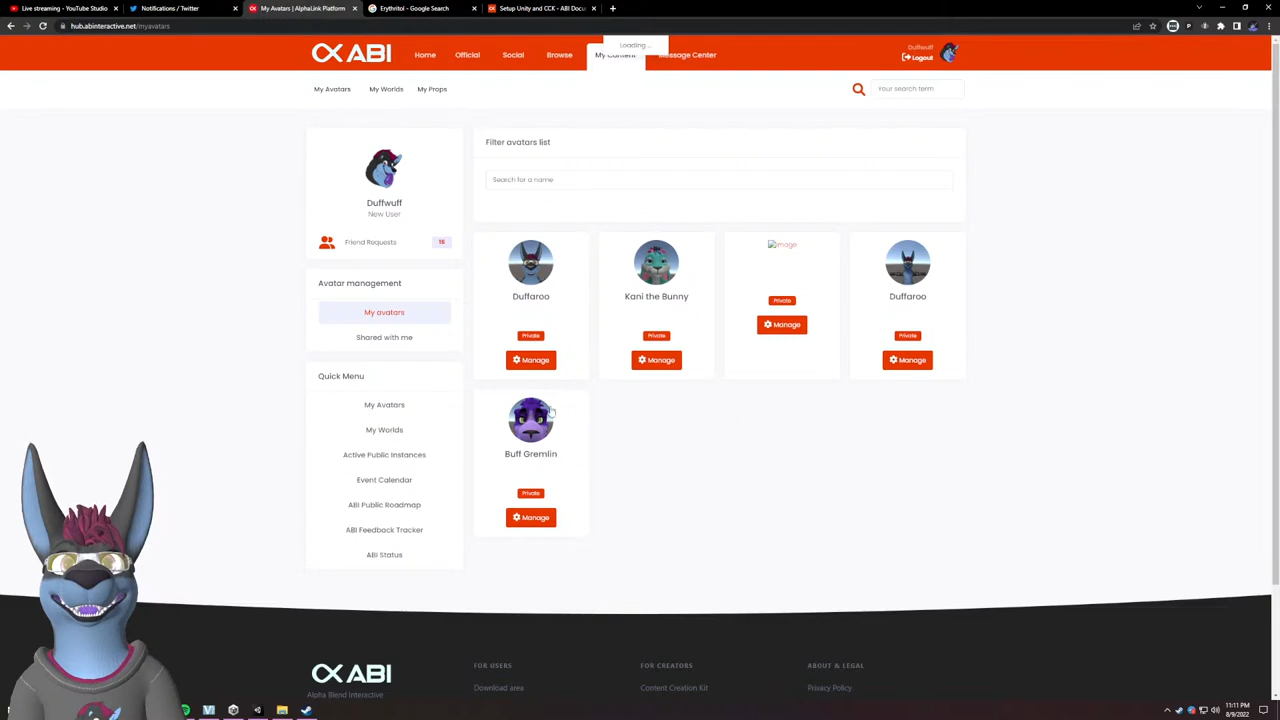 Live streaming - YouTube Studio
Notifications / Twitter
My Avatars | AlphaLink Platform
Erythritol - Google Search
Setup Unity and CCK - ABI Docu
hub.abinteractive.net/myavatars
ABI
Home
Official
Social
Browse
Loading ...
My Content
Message Center
Duffwuff
Logout
My Avatars
My Worlds
My Props
Your search term
Duffwuff
New User
Friend Requests
18
Filter avatars list
Search for a name
Avatar management
My avatars
Shared with me
Quick Menu
My Avatars
My Worlds
Active Public Instances
Event Calendar
ABI Public Roadmap
ABI Feedback Tracker
ABI Status
Duffaroo
Private
Manage
Kani the Bunny
Private
Manage
Image
Private
Manage
Duffaroo
Private
Manage
Buff Gremlin
Private
Manage
ABI
Alpha Blend Interactive
FOR USERS
Download area
FOR CREATORS
Content Creation Kit
ABOUT & LEGAL
Privacy Policy
11:11 PM
8/9/2022